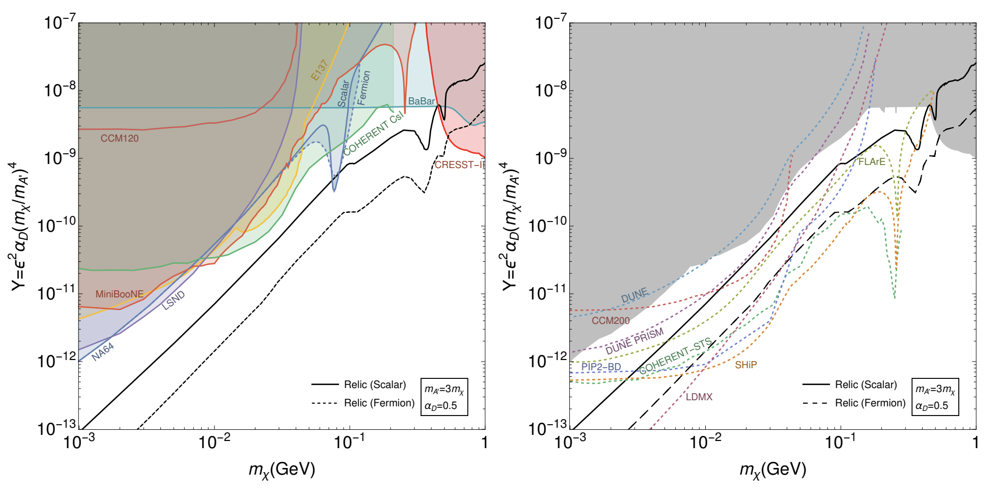 10^−7
10^−8
10^−9
10^−10
10^−11
10^−12
10^−13
10^−3
10^−2
10^−1
1
Y=ϵ^2 α_D(m_χ/m_A')^4
m_χ(GeV)
E137
Scalar
Fermion
BaBar
CCM120
COHERENT CsI
CRESST−II
MiniBooNE
LSND
NA64
Relic (Scalar)
Relic (Fermion)
m_A'=3m_χ
α_D=0.5
10^−7
10^−8
10^−9
10^−10
10^−11
10^−12
10^−13
10^−3
10^−2
10^−1
1
Y=ϵ^2 α_D(m_χ/m_A')^4
m_χ(GeV)
FLArE
DUNE
CCM200
DUNE PRISM
COHERENT−STS
PIP2−BD
SHiP
LDMX
Relic (Scalar)
Relic (Fermion)
m_A'=3m_χ
α_D=0.5